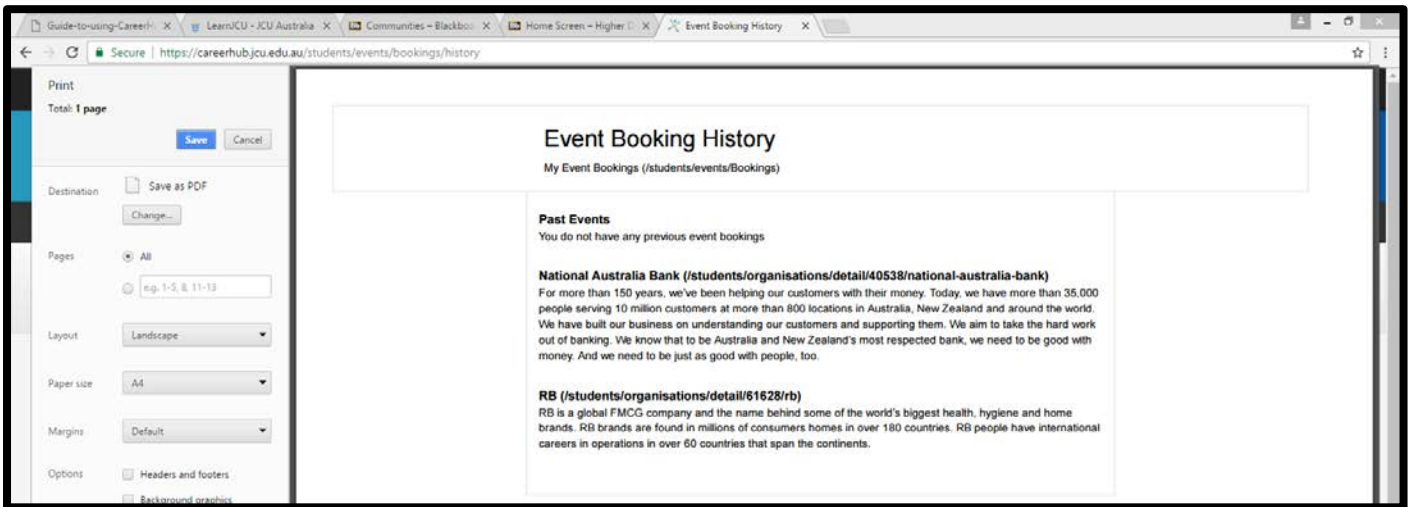 Guide-to-using-CareerH
LearnJCU - JCU Australia
Communities – Blackboa
Home Screen – Higher D
Event Booking History
Secure | https://careerhub.jcu.edu.au/students/events/bookings/history
Print
Total: 1 page
Save Cancel
Destination Save as PDF
Change...
Pages All
e.g. 1-5, 8, 11-13
Layout Landscape
Paper size A4
Margins Default
Options Headers and footers
Background graphics
Event Booking History
My Event Bookings (/students/events/Bookings)
Past Events
You do not have any previous event bookings
National Australia Bank (/students/organisations/detail/40538/national-australia-bank)
For more than 150 years, we've been helping our customers with their money. Today, we have more than 35,000
people serving 10 million customers at more than 800 locations in Australia, New Zealand and around the world.
We have built our business on understanding our customers and supporting them. We aim to take the hard work
out of banking. We know that to be Australia and New Zealand's most respected bank, we need to be good with
money. And we need to be just as good with people, too.
RB (/students/organisations/detail/61628/rb)
RB is a global FMCG company and the name behind some of the world's biggest health, hygiene and home
brands. RB brands are found in millions of consumers homes in over 180 countries. RB people have international
careers in operations in over 60 countries that span the continents.